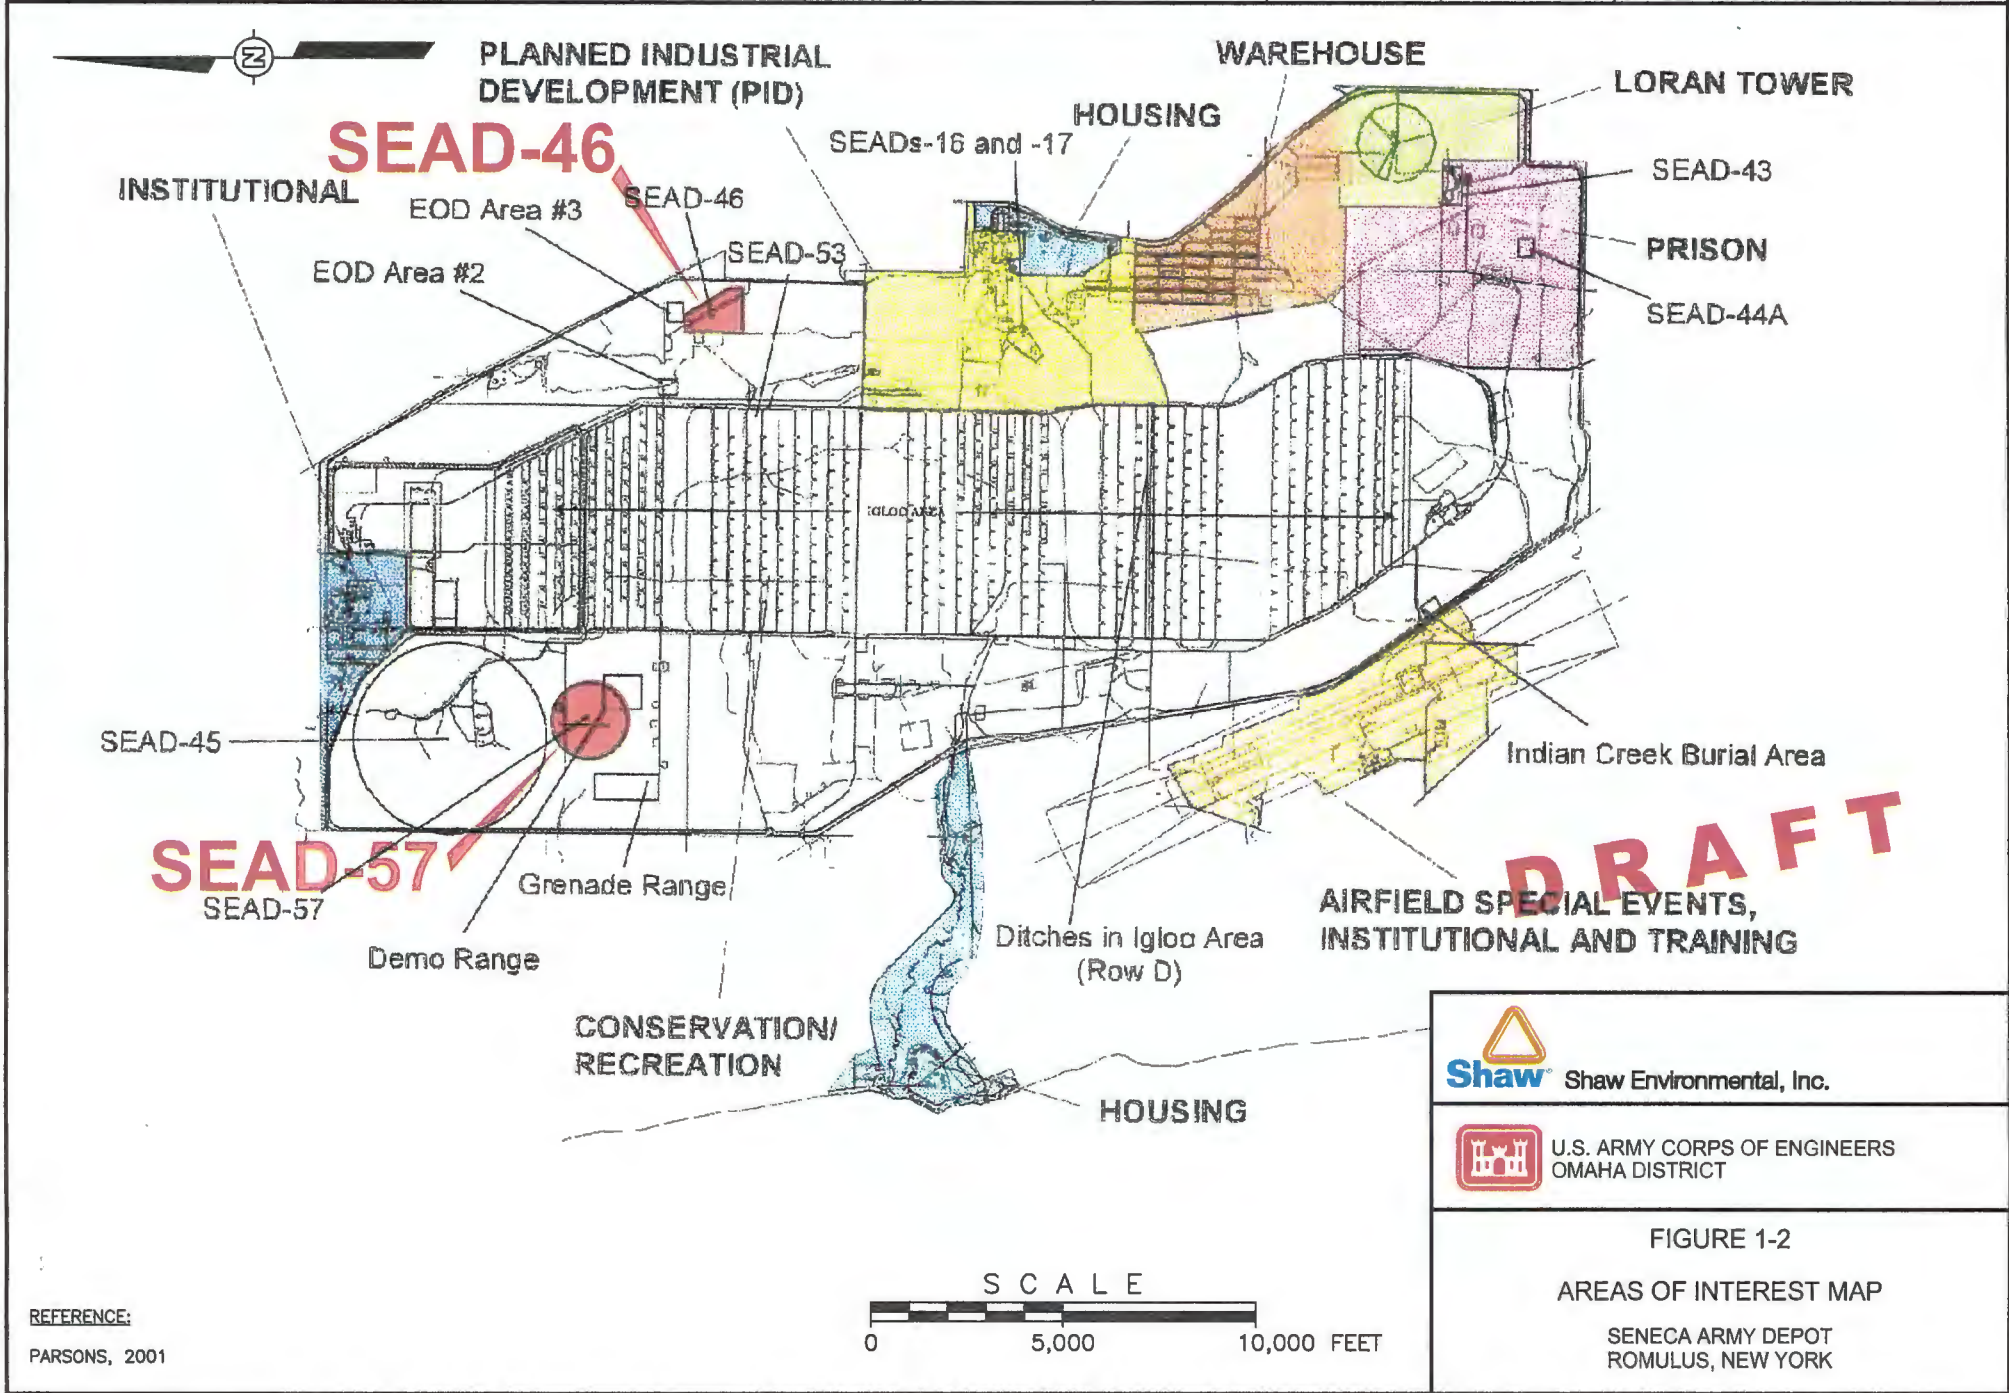 N
PLANNED INDUSTRIAL
DEVELOPMENT (PID)
WAREHOUSE
LORAN TOWER
HOUSING
SEADs-16 and -17
SEAD-46
SEAD-43
INSTITUTIONAL
EOD Area #3
SEAD-46
SEAD-53
PRISON
EOD Area #2
SEAD-44A
IGLOO AREA
SEAD-45
Indian Creek Burial Area
DRAFT
SEAD-57
SEAD-57
Grenade Range
AIRFIELD SPECIAL EVENTS,
INSTITUTIONAL AND TRAINING
Demo Range
Ditches in Igloo Area
(Row D)
CONSERVATION/
RECREATION
HOUSING
Shaw
Shaw Environmental, Inc.
U.S. ARMY CORPS OF ENGINEERS
OMAHA DISTRICT
FIGURE 1-2
AREAS OF INTEREST MAP
SENECA ARMY DEPOT
ROMULUS, NEW YORK
SCALE
0 5,000 10,000 FEET
REFERENCE:
PARSONS, 2001